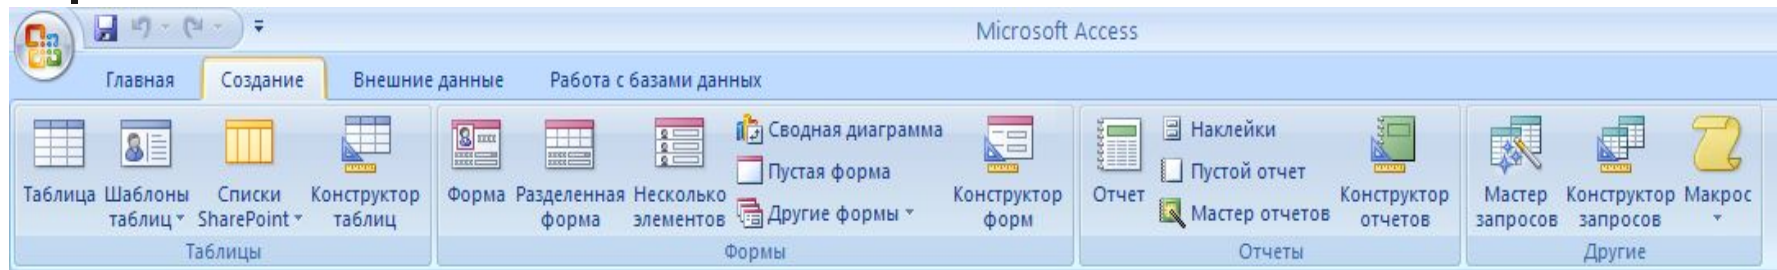 Microsoft Access
Главная Создание Внешние данные Работа с базами данных
Таблица
Шаблоны
таблиц
Списки
SharePoint
Конструктор
таблиц
Таблицы
Форма
Разделенная
форма
Несколько
элементов
Сводная диаграмма
Пустая форма
Другие формы
Конструктор
форм
Формы
Отчет
Наклейки
Пустой отчет
Мастер отчетов
Конструктор
отчетов
Отчеты
Мастер
запросов
Конструктор
запросов
Макрос
Другие